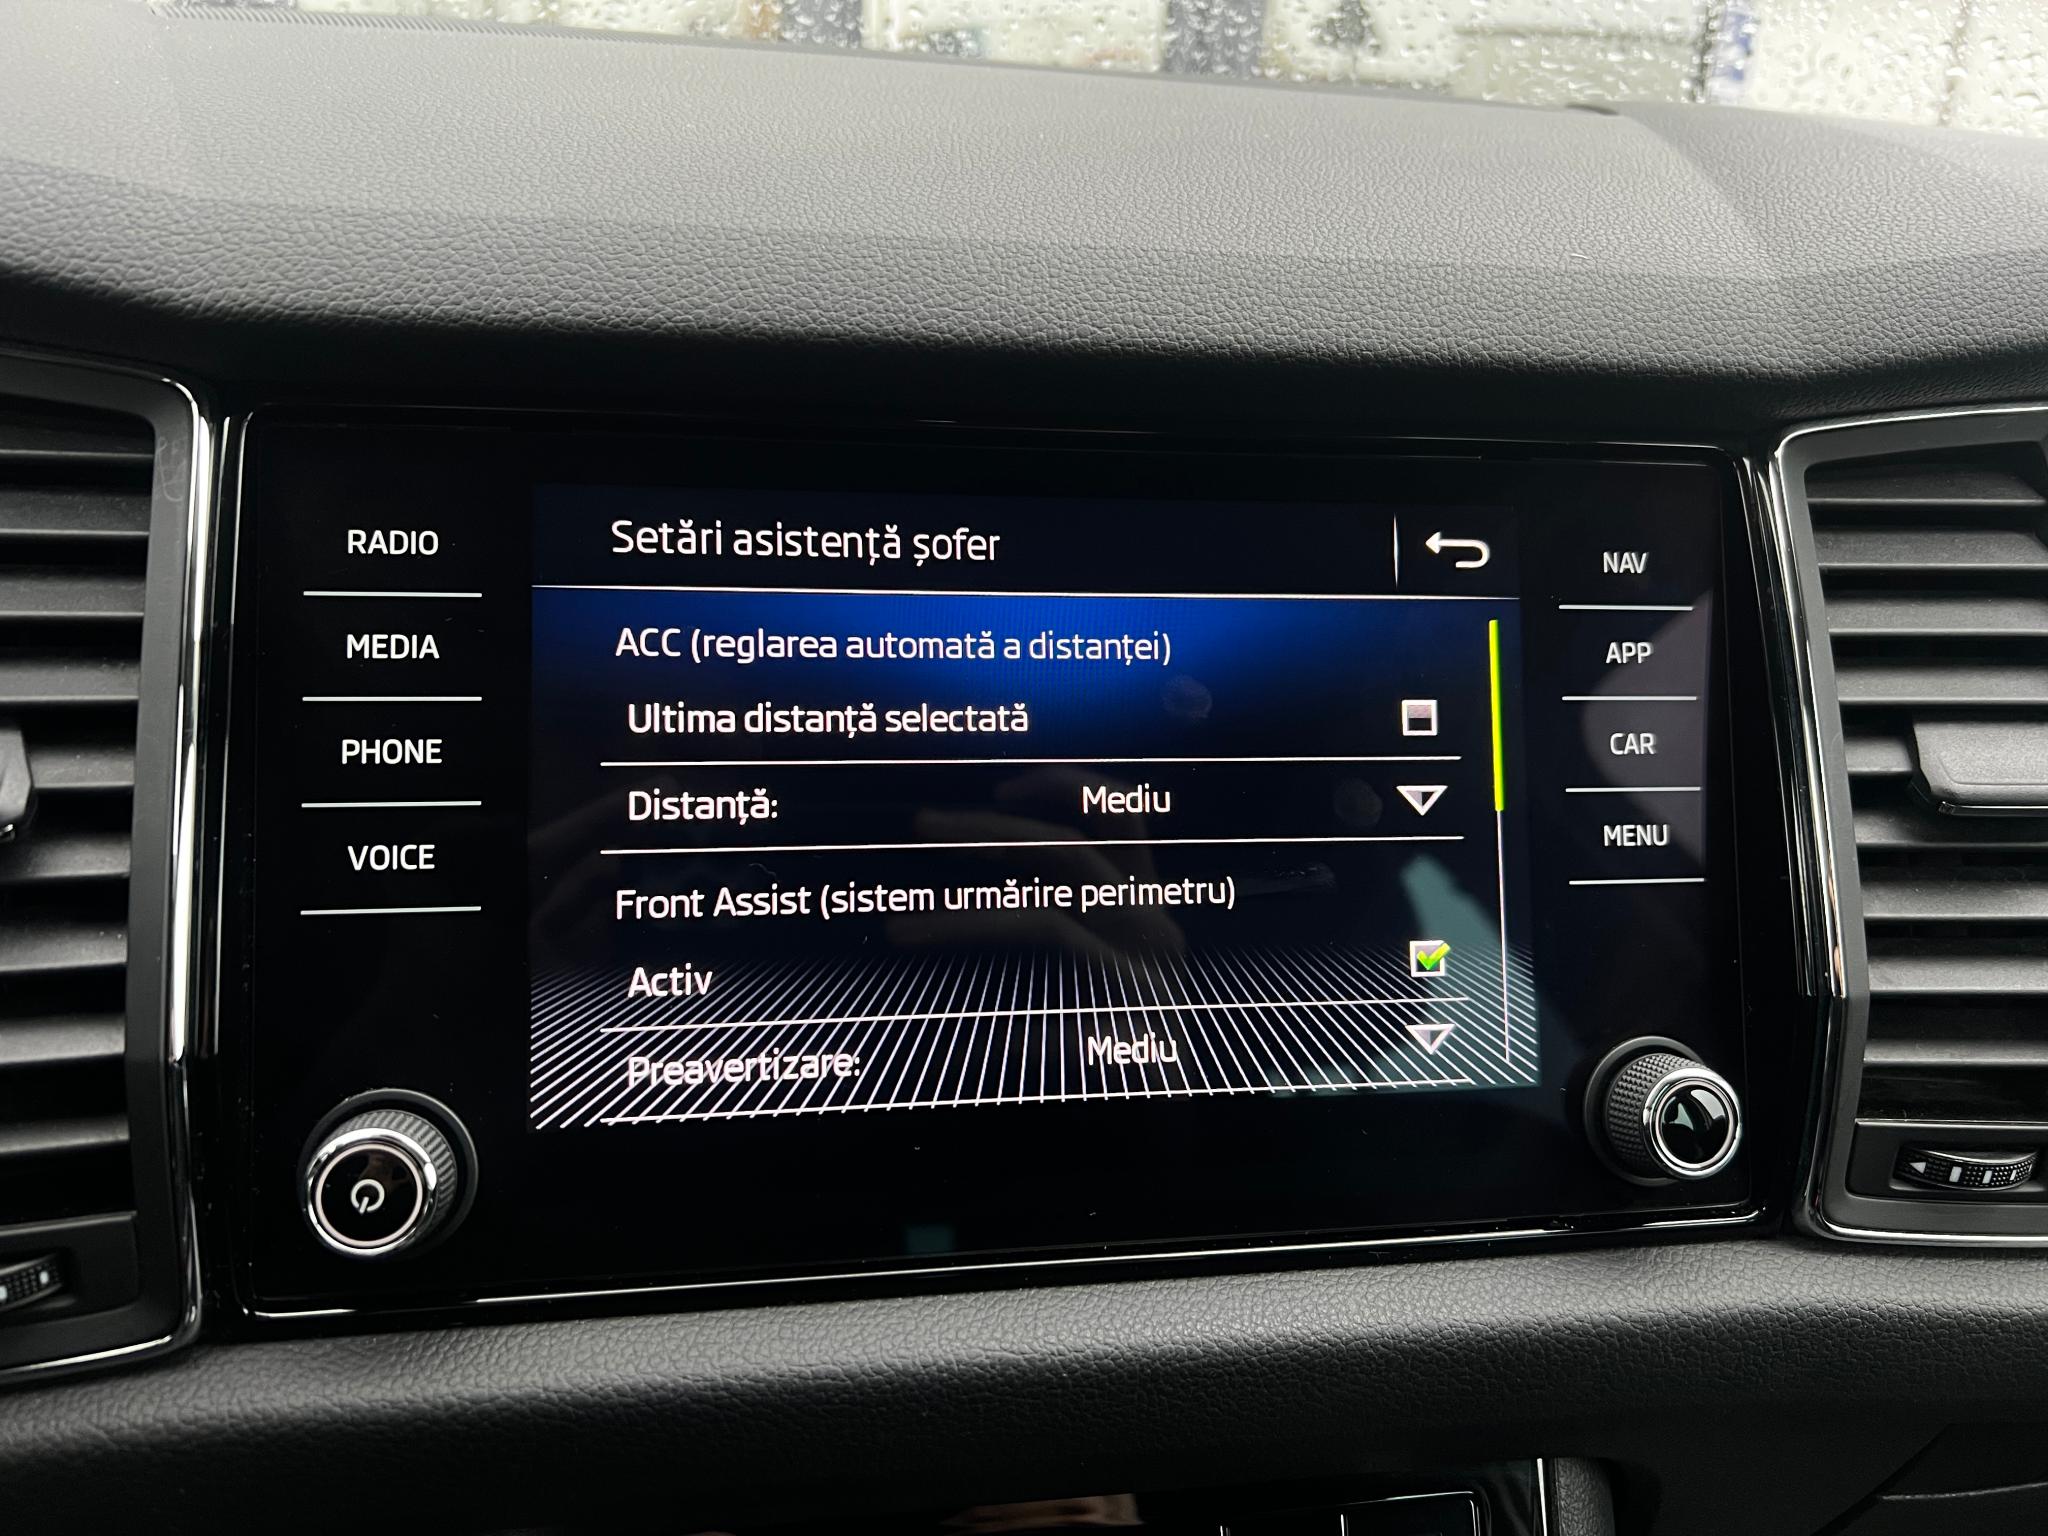 RADIO
MEDIA
PHONE
VOICE
Setări asistență șofer
ACC (reglarea automată a distanței)
Ultima distanță selectată
Distanță: Mediu
Front Assist (sistem urmărire perimetru)
Activ
Preavertizare: Mediu
NAV
APP
CAR
MENU